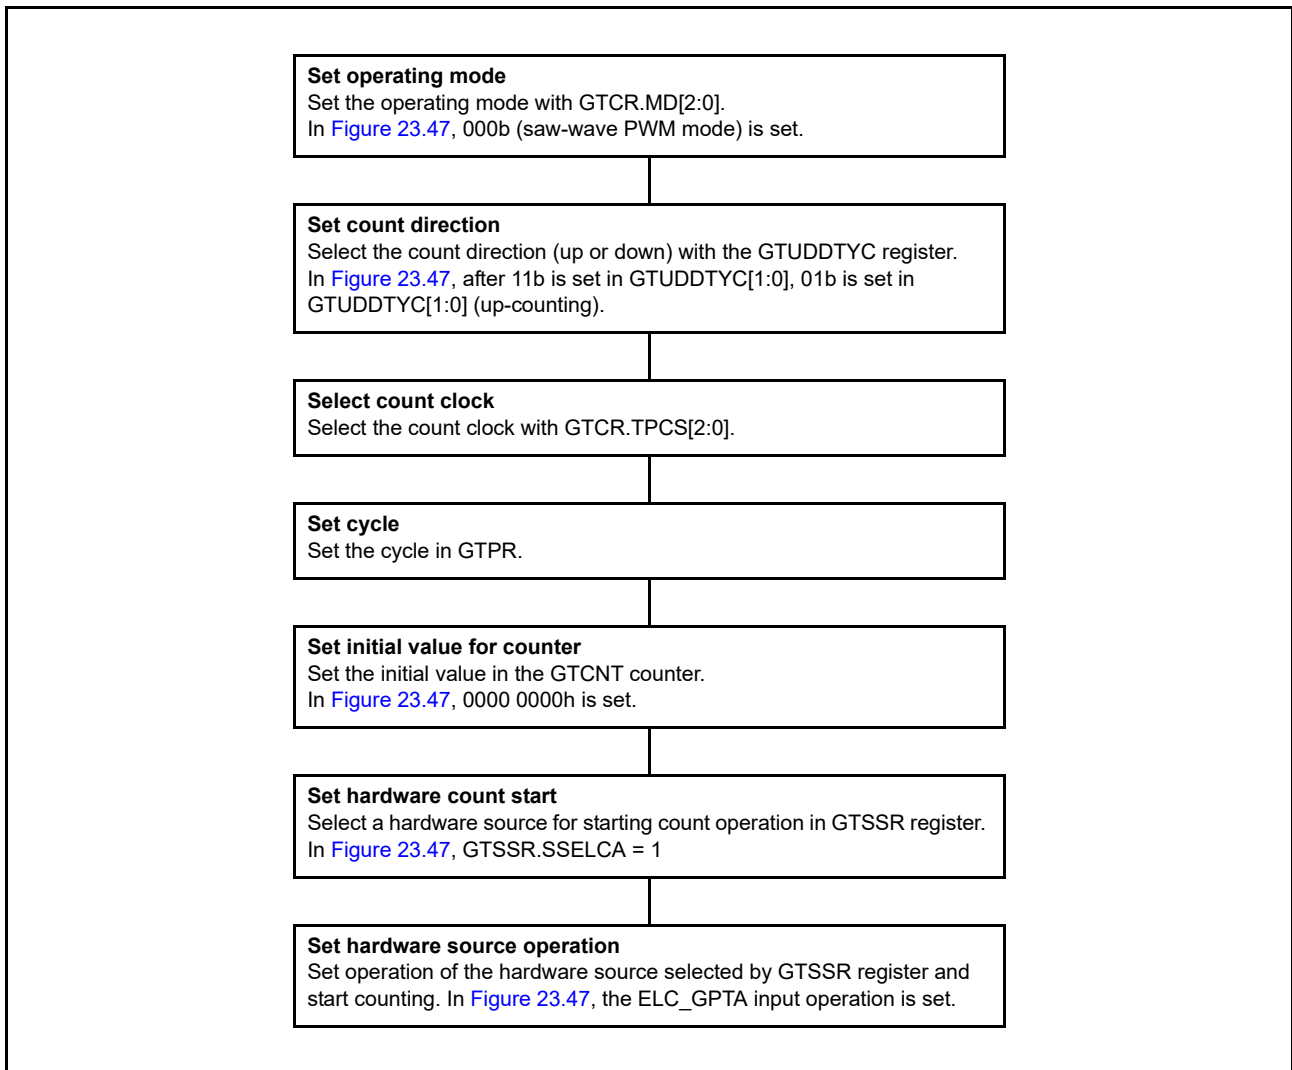 Set operating mode
Set the operating mode with GTCR.MD[2:0].
In Figure 23.47, 000b (saw-wave PWM mode) is set.
Set count direction
Select the count direction (up or down) with the GTUDDTYC register.
In Figure 23.47, after 11b is set in GTUDDTYC[1:0], 01b is set in
GTUDDTYC[1:0] (up-counting).
Select count clock
Select the count clock with GTCR.TPCS[2:0].
Set cycle
Set the cycle in GTPR.
Set initial value for counter
Set the initial value in the GTCNT counter.
In Figure 23.47, 0000 0000h is set.
Set hardware count start
Select a hardware source for starting count operation in GTSSR register.
In Figure 23.47, GTSSR.SSELCA = 1
Set hardware source operation
Set operation of the hardware source selected by GTSSR register and
start counting. In Figure 23.47, the ELC_GPTA input operation is set.